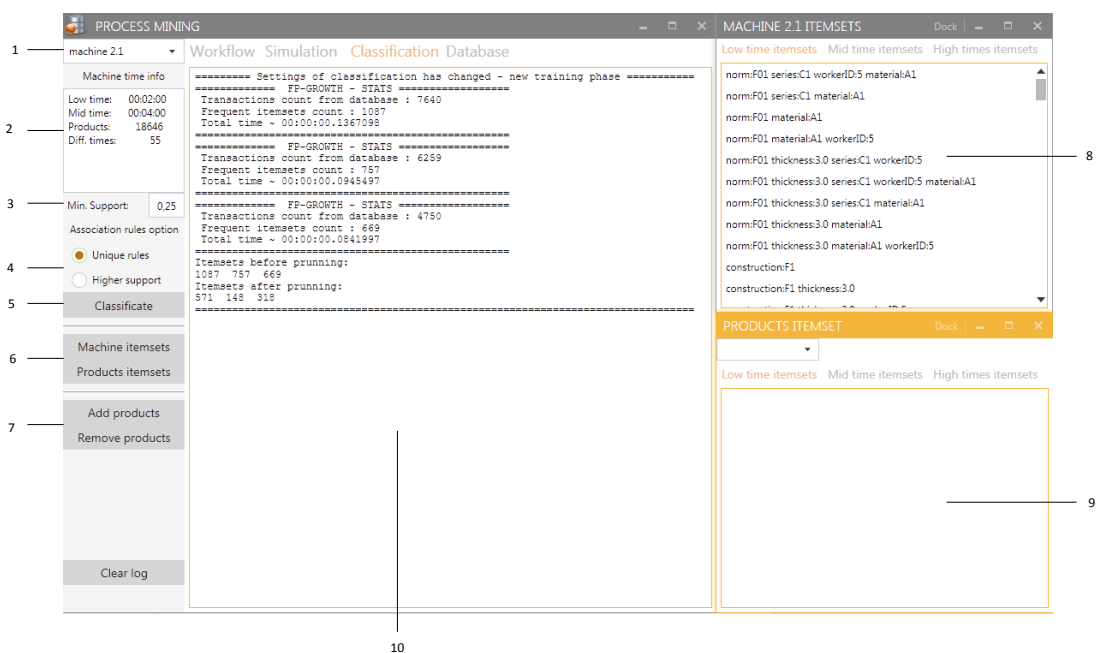 PROCESS MINING
1
machine 2.1
Machine time info
2
Low time: 00:02:00
Mid time: 00:04:00
Products: 18646
Diff. times: 55
3
Min. Support: 0,25
Association rules option
4
Unique rules
Higher support
5
Classificate
6
Machine itemsets
Products itemsets
7
Add products
Remove products
Clear log
Workflow Simulation Classification Database
========= Settings of classification has changed - new training phase ===========
============= FP-GROWTH - STATS ==================
Transactions count from database : 7640
Frequent itemsets count : 1087
Total time ~ 00:00:00.1367098
===================================================
============= FP-GROWTH - STATS ==================
Transactions count from database : 6259
Frequent itemsets count : 757
Total time ~ 00:00:00.0945497
===================================================
============= FP-GROWTH - STATS ==================
Transactions count from database : 4750
Frequent itemsets count : 669
Total time ~ 00:00:00.0841997
===================================================
Itemsets before prunning:
1087 757 669
Itemsets after prunning:
571 148 318
=================================================================================
10
MACHINE 2.1 ITEMSETS Dock
Low time itemsets Mid time itemsets High times itemsets
norm:F01 series:C1 workerID:5 material:A1
norm:F01 series:C1 material:A1
norm:F01 material:A1
norm:F01 material:A1 workerID:5
norm:F01 thickness:3.0 series:C1 workerID:5
norm:F01 thickness:3.0 series:C1 workerID:5 material:A1
norm:F01 thickness:3.0 series:C1 material:A1
norm:F01 thickness:3.0 material:A1
norm:F01 thickness:3.0 material:A1 workerID:5
construction:F1
construction:F1 thickness:3.0
8
PRODUCTS ITEMSET Dock
Low time itemsets Mid time itemsets High times itemsets
9